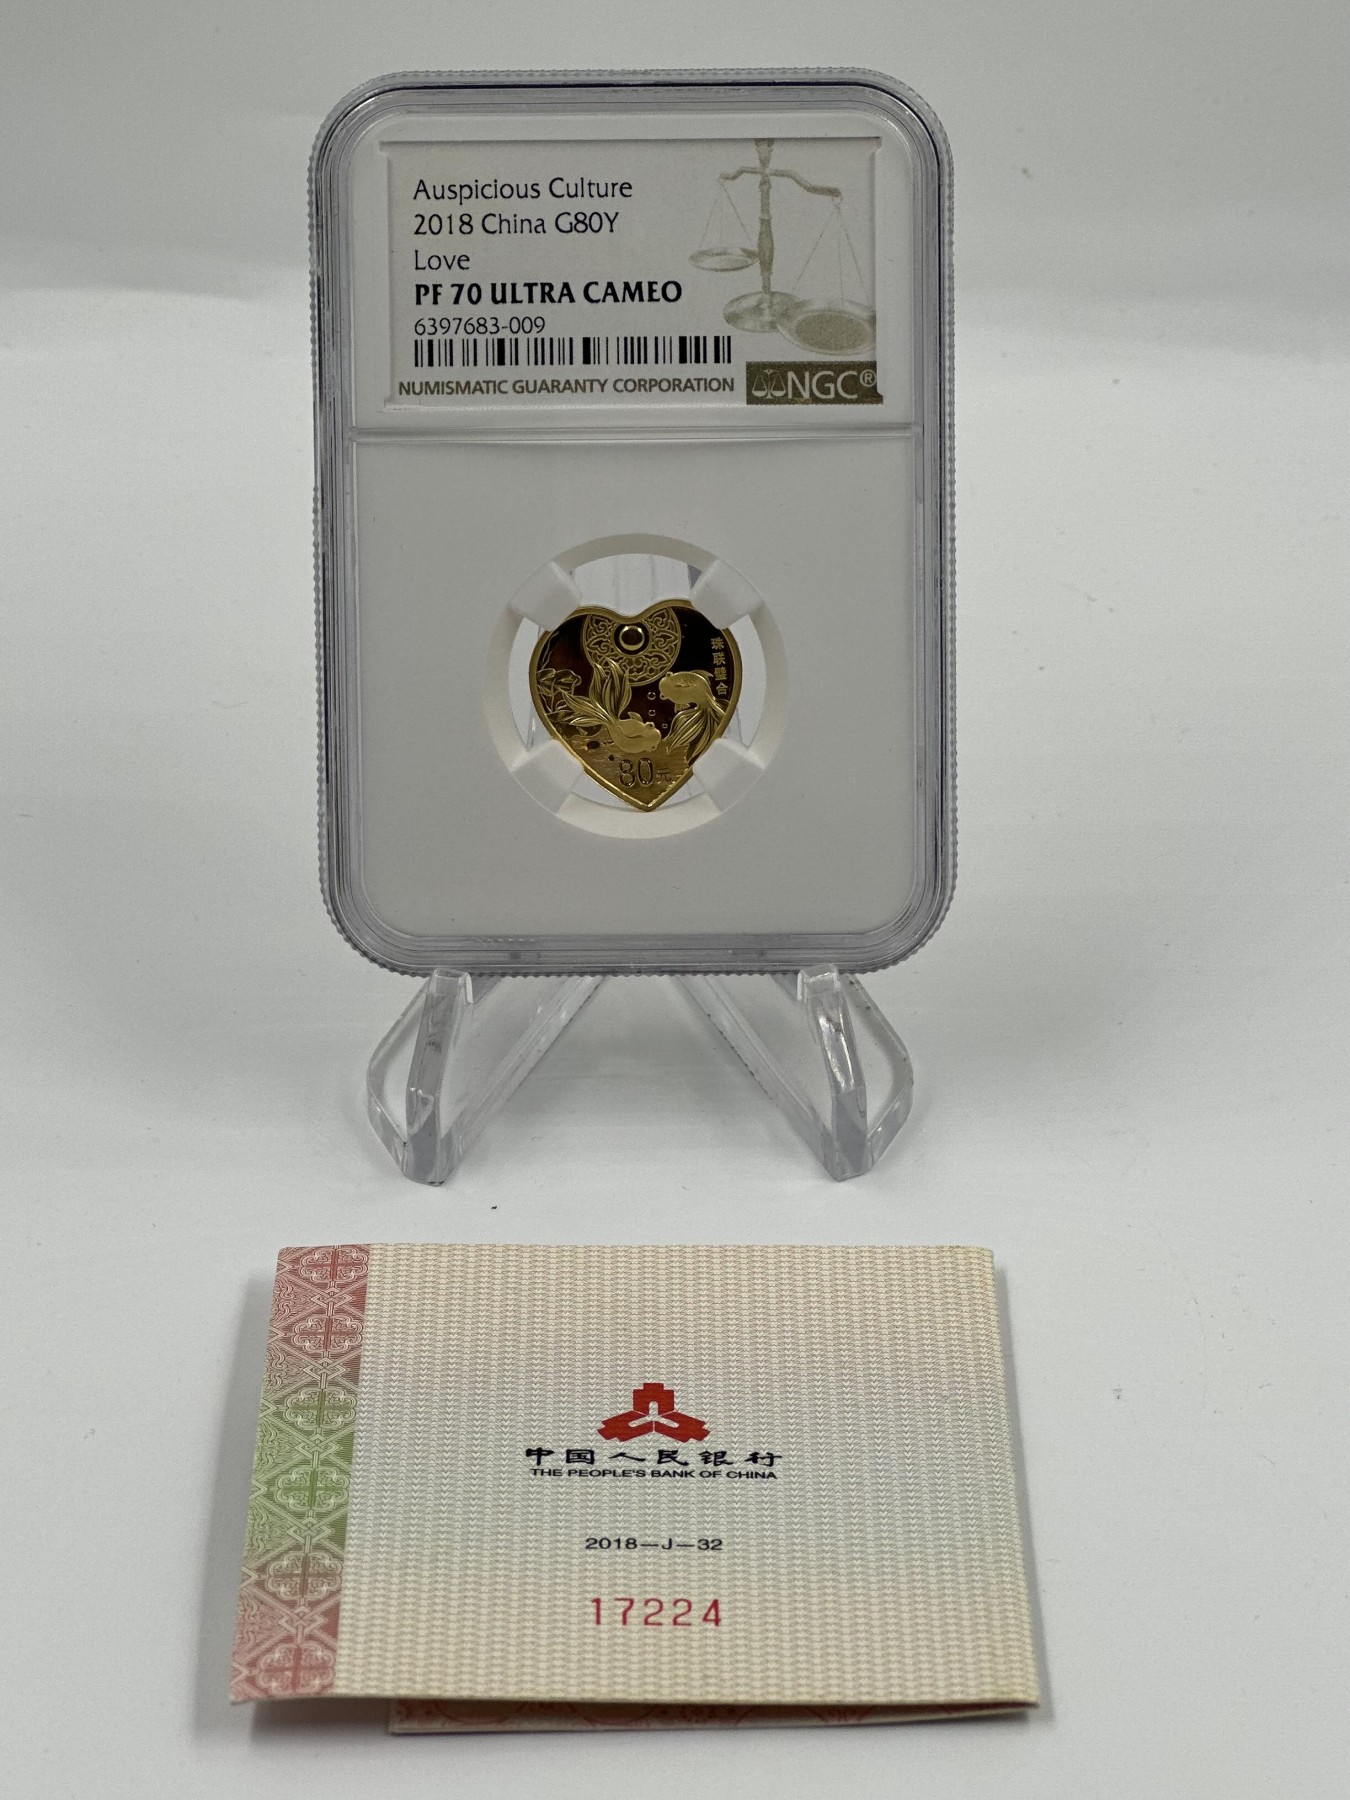 Auspicious Culture
2018 China G80Y
Love
PF 70 ULTRA CAMEO
6397683-009
NUMISMATIC GUARANTY CORPORATION
NGC®
珠联璧合
80元
中国人民银行
THE PEOPLE'S BANK OF CHINA
2018—J—32
17224